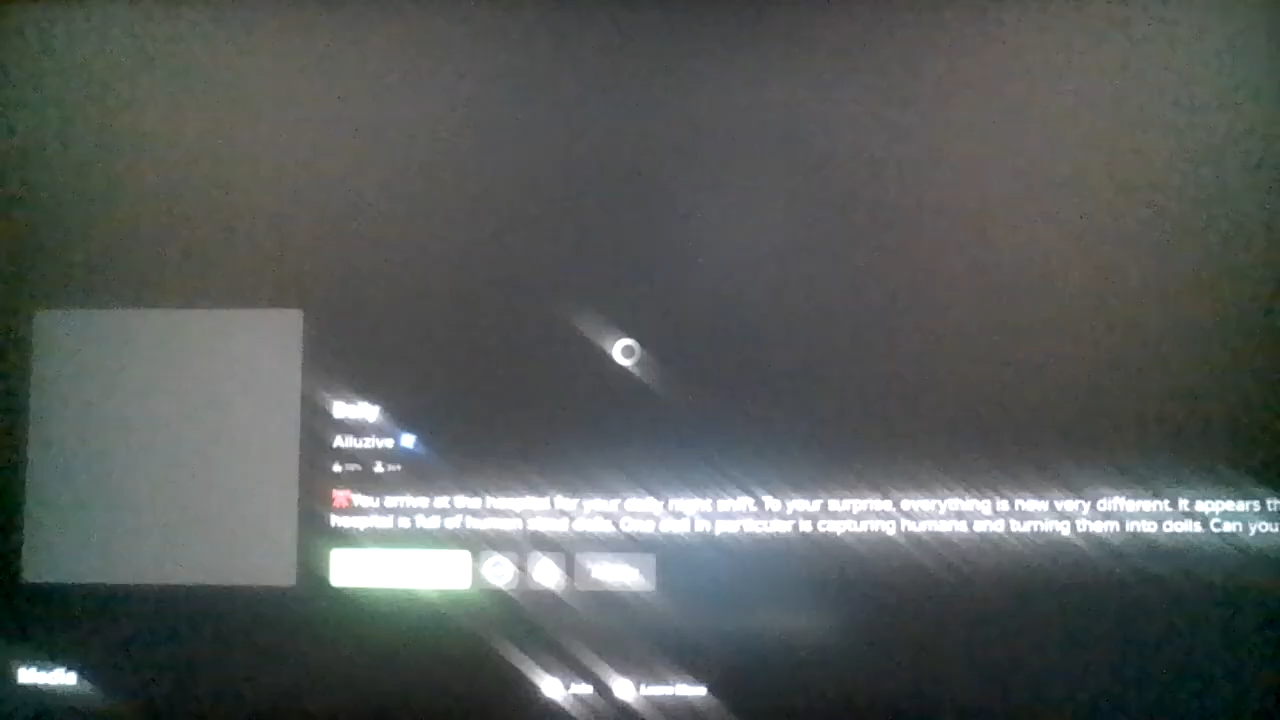 Dolly
Alluzive
You arrive at the hospital for your daily night shift. To your surprise, everything is now very different. It appears th
hospital is full of human sized dolls. One doll in particular is capturing humans and turning them into dolls. Can you
Media
Learn More